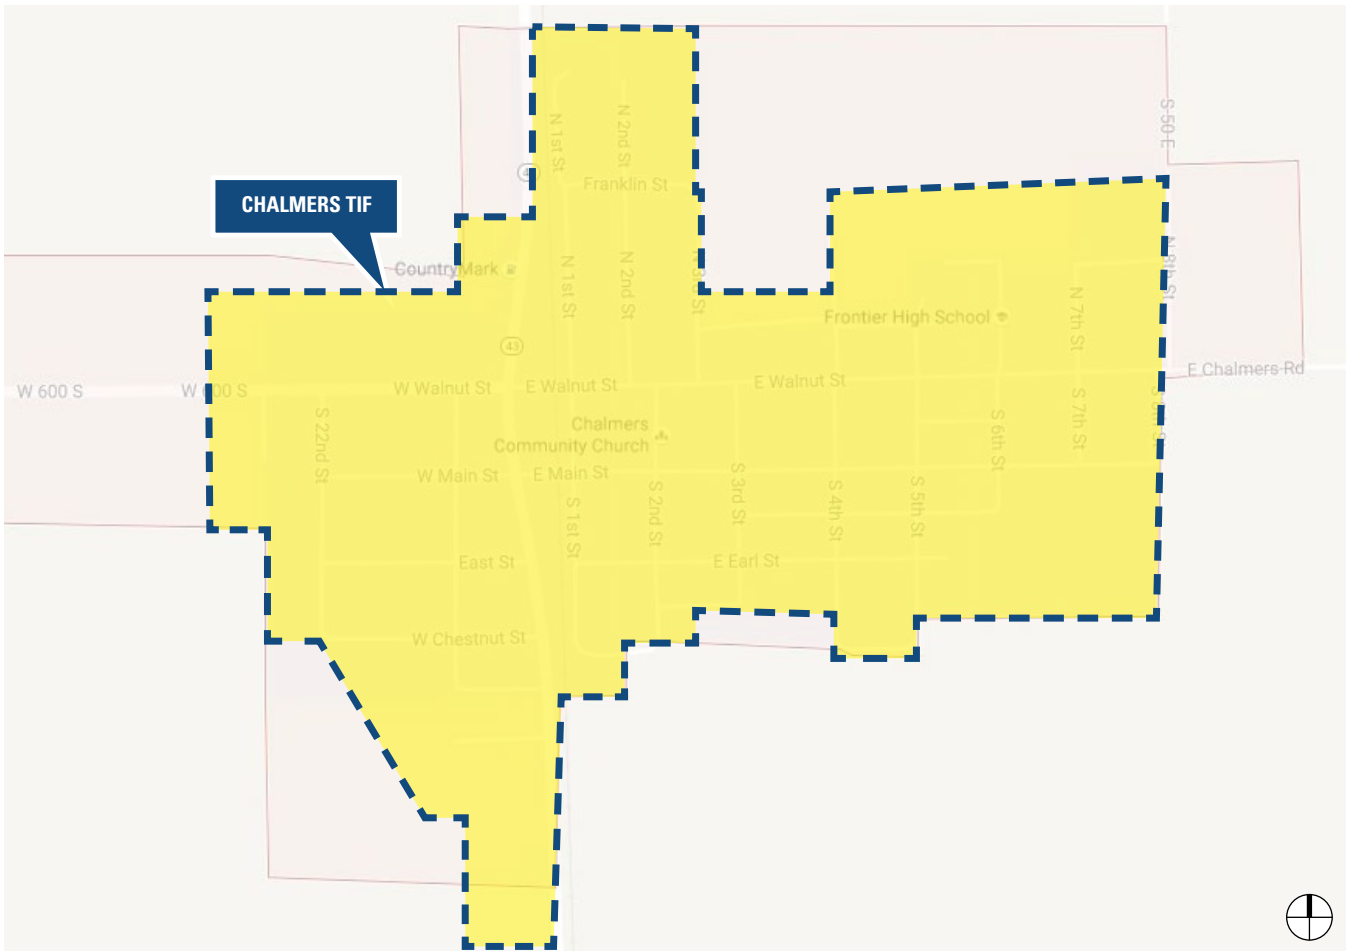 S 50 E
N 1st St
N 2nd St
Franklin St
CHALMERS TIF
CountryMark
N 1st St
N 2nd St
N 3rd St
N 8th St
Frontier High School
N 7th St
43
E Chalmers Rd
W 600 S
W 600 S
W Walnut St
E Walnut St
E Walnut St
S 22nd St
Chalmers
Community Church
S 6th St
S 7th St
S 8th St
W Main St
E Main St
S 1st St
S 2nd St
S 3rd St
S 4th St
S 5th St
East St
E Earl St
W Chestnut St